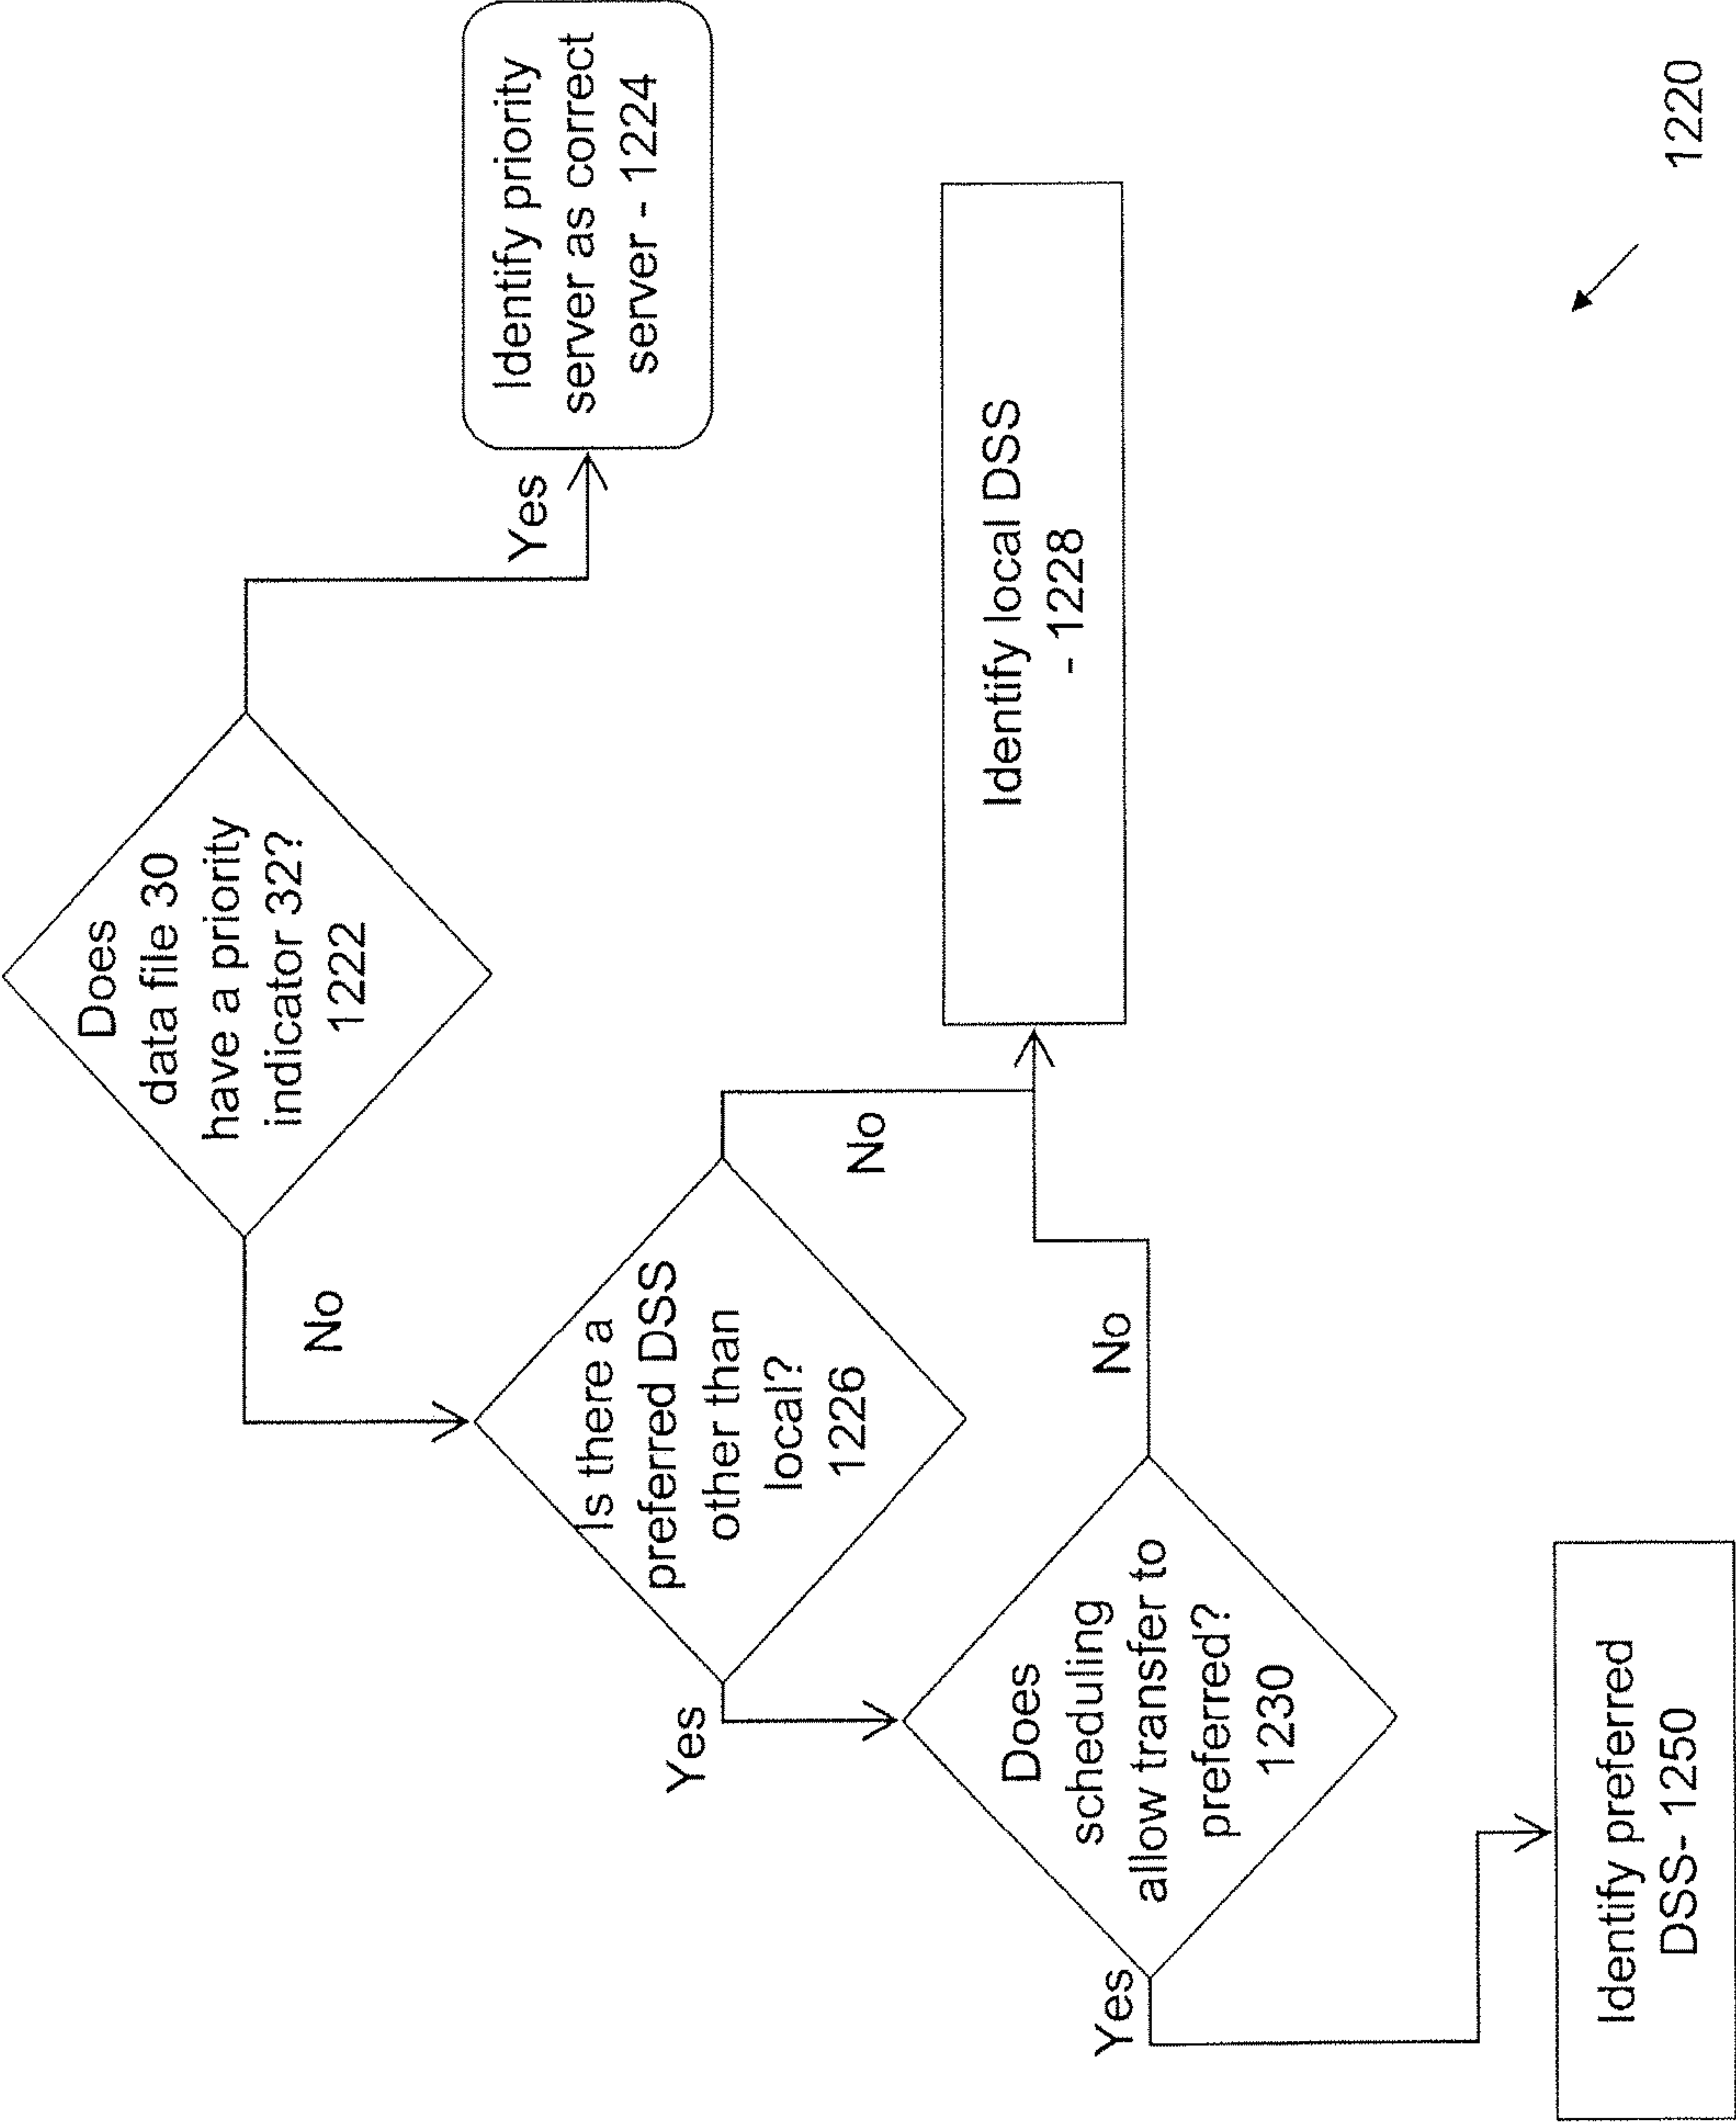 Does
data file 30
have a priority
indicator 32?
1222
Yes
Identify priority
server as correct
server - 1224
No
Is there a
preferred DSS
other than
local?
1226
No
Identify local DSS
- 1228
Yes
Does
scheduling
allow transfer to
preferred?
1230
No
Yes
Identify preferred
DSS- 1250
1220